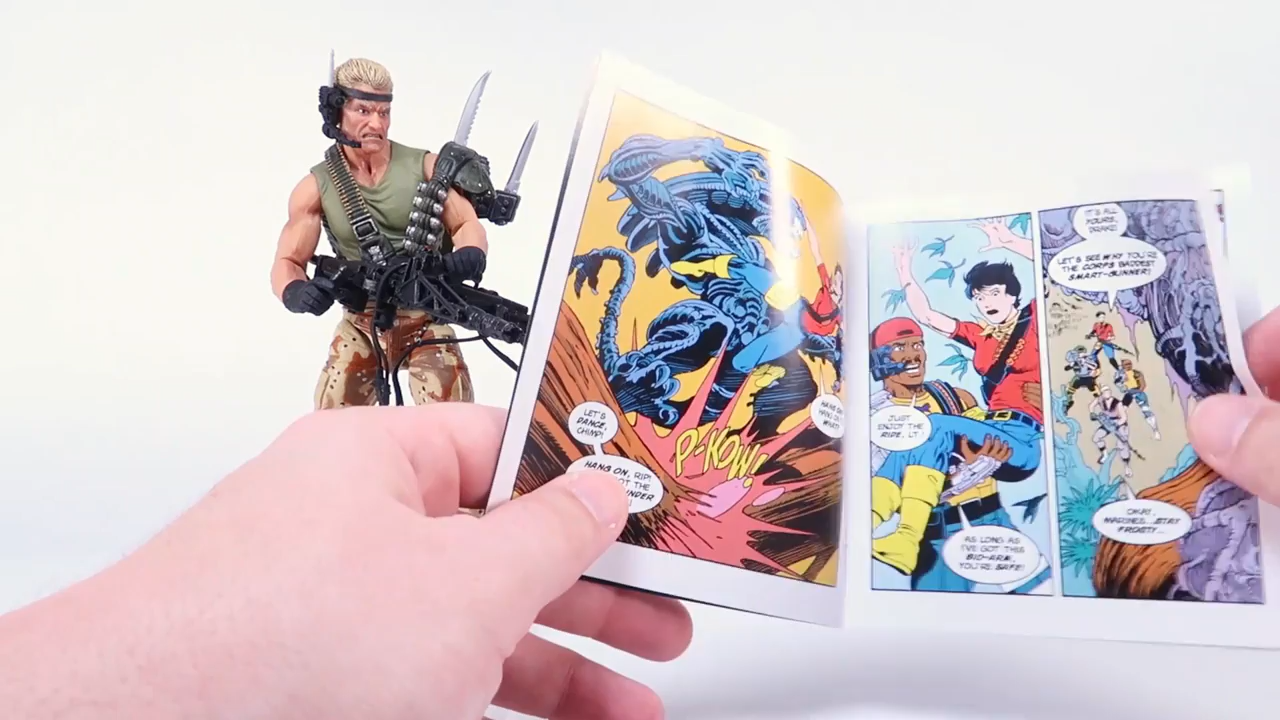 LET'S
DANCE,
CHIMP!
HANG ON, RIP!
OT THE
P-KOW!
JUST
ENJOY THE
RIDE, LT!
AS LONG AS
I'VE GOT THIS
BIO-ARM,
YOU'RE SAFE!
IT'S ALL
YOURS,
DRAKE!
LET'S SEE WHY YOU'RE
THE CORPS BADDEST
SMART-GUNNER!
OKAY,
MARINES...STAY
FROSTY...